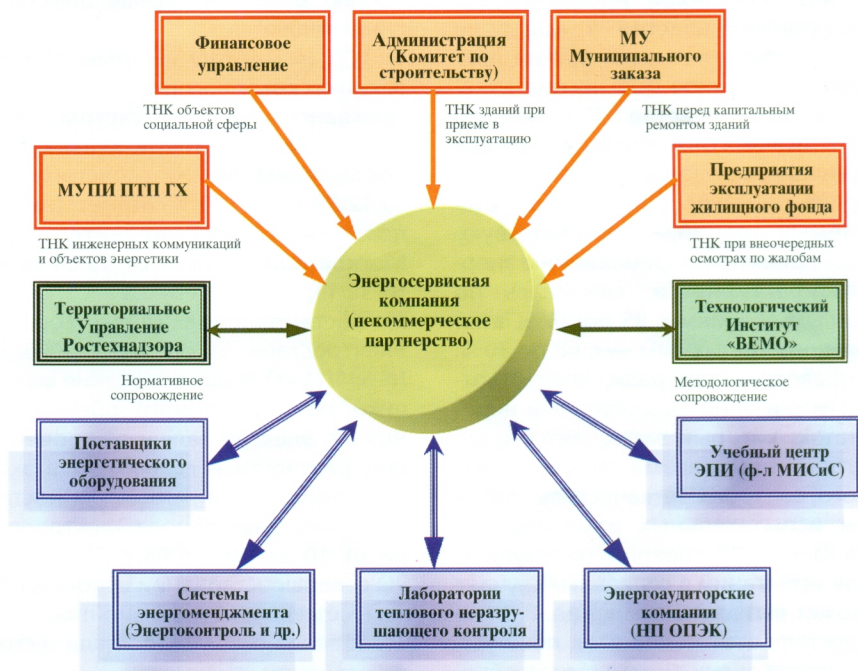 Финансовое
управление
Администрация
(Комитет по
строительству)
МУ
Муниципального
заказа
ТНК объектов
социальной сферы
ТНК зданий при
приеме в
эксплуатацию
ТНК перед капитальным
ремонтом зданий
МУПИ ПТП ГХ
Предприятия
эксплуатации
жилищного фонда
ТНК инженерных коммуникаций
и объектов энергетики
ТНК при внеочередных
осмотрах по жалобам
Энергосервисная
компания
(некоммерческое
партнерство)
Территориальное
Управление
Ростехнадзора
Технологический
Институт
«ВЕМО»
Нормативное
сопровождение
Методологическое
сопровождение
Поставщики
энергетического
оборудования
Учебный центр
ЭПИ (ф-л МИСиС)
Системы
энергоменджмента
(Энергоконтроль и др.)
Лаборатории
теплового неразру-
шающего контроля
Энергоаудиторские
компании
(НП ОПЭК)